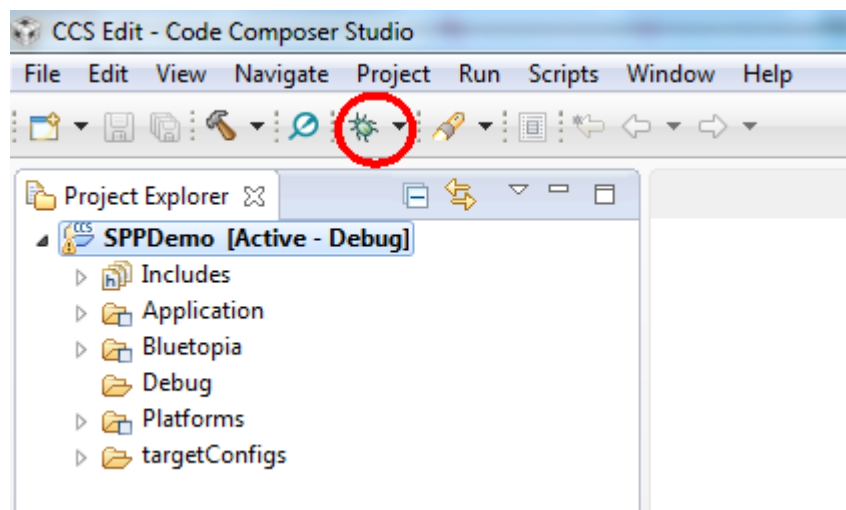 CCS Edit - Code Composer Studio
File Edit View Navigate Project Run Scripts Window Help
Project Explorer
CCS
SPPDemo [Active - Debug]
h
Includes
Application
Bluetopia
Debug
Platforms
targetConfigs